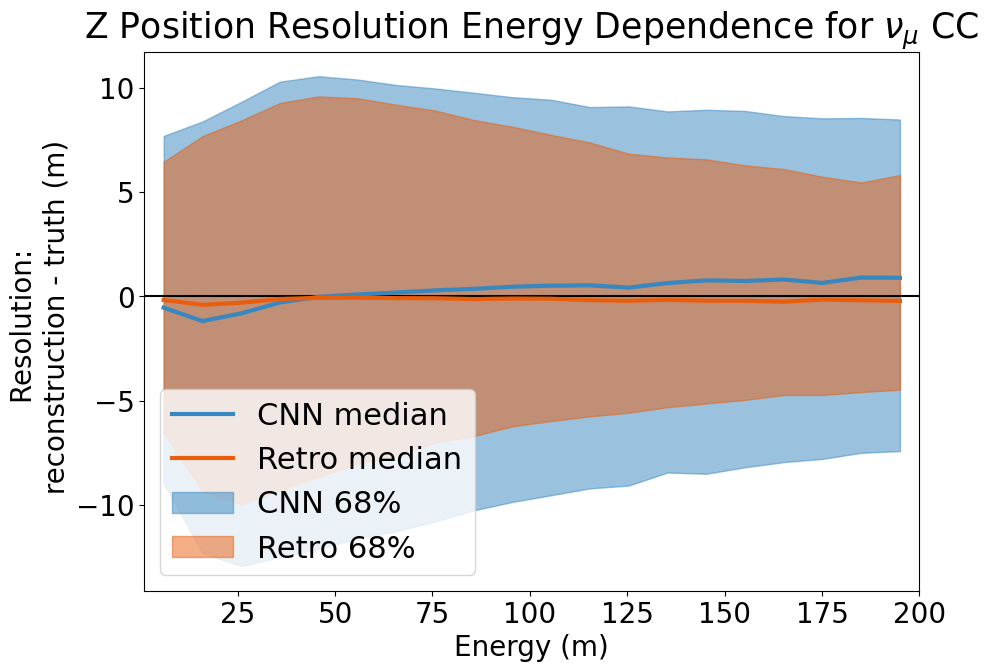 Z Position Resolution Energy Dependence for νμ CC
Resolution:
reconstruction - truth (m)
10
5
0
−5
−10
CNN median
Retro median
CNN 68%
Retro 68%
25 50 75 100 125 150 175 200
Energy (m)